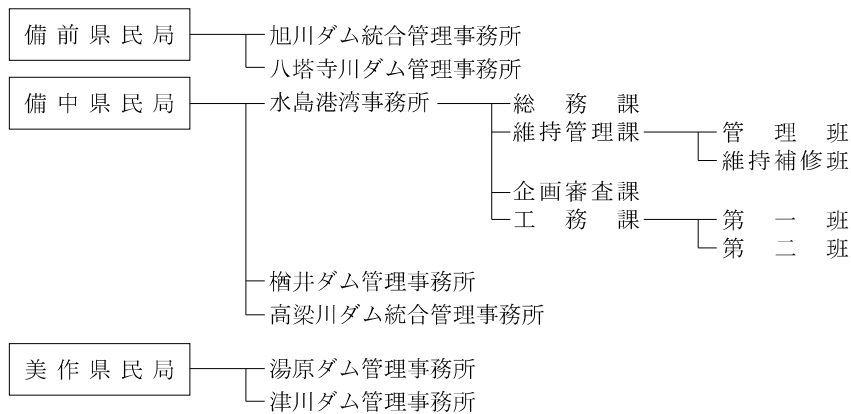 備前県民局 旭川ダム統合管理事務所
八塔寺川ダム管理事務所
備中県民局 水島港湾事務所 総務課
維持管理課 管理班
維持補修班
企画審査課
工務課 第一班
第二班
楢井ダム管理事務所
高梁川ダム統合管理事務所
美作県民局 湯原ダム管理事務所
津川ダム管理事務所